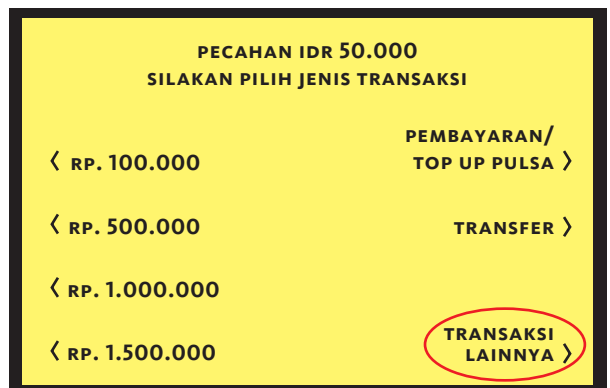 PECAHAN IDR 50.000
SILAKAN PILIH JENIS TRANSAKSI
PEMBAYARAN/
< RP. 100.000 TOP UP PULSA >
< RP. 500.000 TRANSFER >
< RP. 1.000.000
TRANSAKSI
< RP. 1.500.000 LAINNYA >